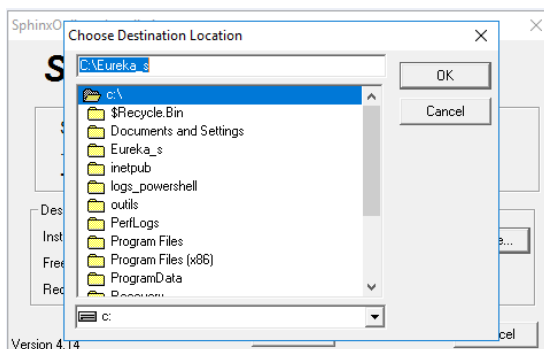 SphinxO
Choose Destination Location
S
C:\Eureka_s
OK
Cancel
c:\
$Recycle.Bin
Documents and Settings
Eureka_s
inetpub
logs_powershell
outils
PerfLogs
Program Files
Program Files (x86)
ProgramData
c:
Des
Inst
Free
Rec
e...
Version 4.14
cel